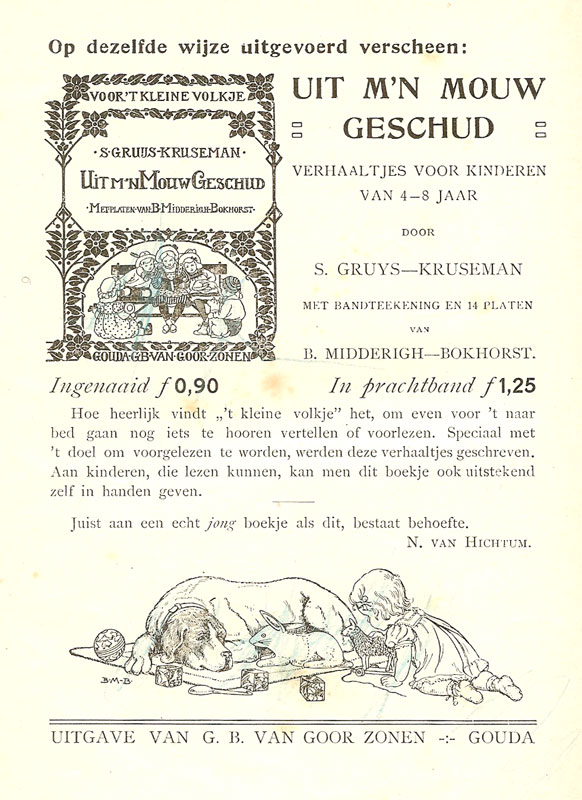 Op dezelfde wijze uitgevoerd verscheen:
VOOR'T KLEINE VOLKJE
·S·GRUIJS-KRUSEMAN·
UIT M'N MOUW GESCHUD
·MET PLATEN·VAN·B·MIDDERIGH-BOKHORST·
GOUDA·G·B·VAN·GOOR·ZONEN
UIT M'N MOUW
GESCHUD
VERHAALTJES VOOR KINDEREN
VAN 4—8 JAAR
DOOR
S. GRUYS—KRUSEMAN
MET BANDTEEKENING EN 14 PLATEN
VAN
B. MIDDERIGH—BOKHORST.
Ingenaaid f 0,90 In prachtband f 1,25
Hoe heerlijk vindt „'t kleine volkje” het, om even voor 't naar
bed gaan nog iets te hooren vertellen of voorlezen. Speciaal met
't doel om voorgelezen te worden, werden deze verhaaltjes geschreven.
Aan kinderen, die lezen kunnen, kan men dit boekje ook uitstekend
zelf in handen geven.
Juist aan een echt jong boekje als dit, bestaat behoefte.
N. VAN HICHTUM.
B·M·B·
UITGAVE VAN G. B. VAN GOOR ZONEN -:- GOUDA